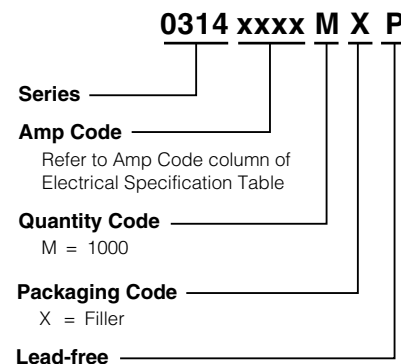 0314 xxxx M X P
Series
Amp Code
Refer to Amp Code column of
Electrical Specification Table
Quantity Code
M = 1000
Packaging Code
X = Filler
Lead-free